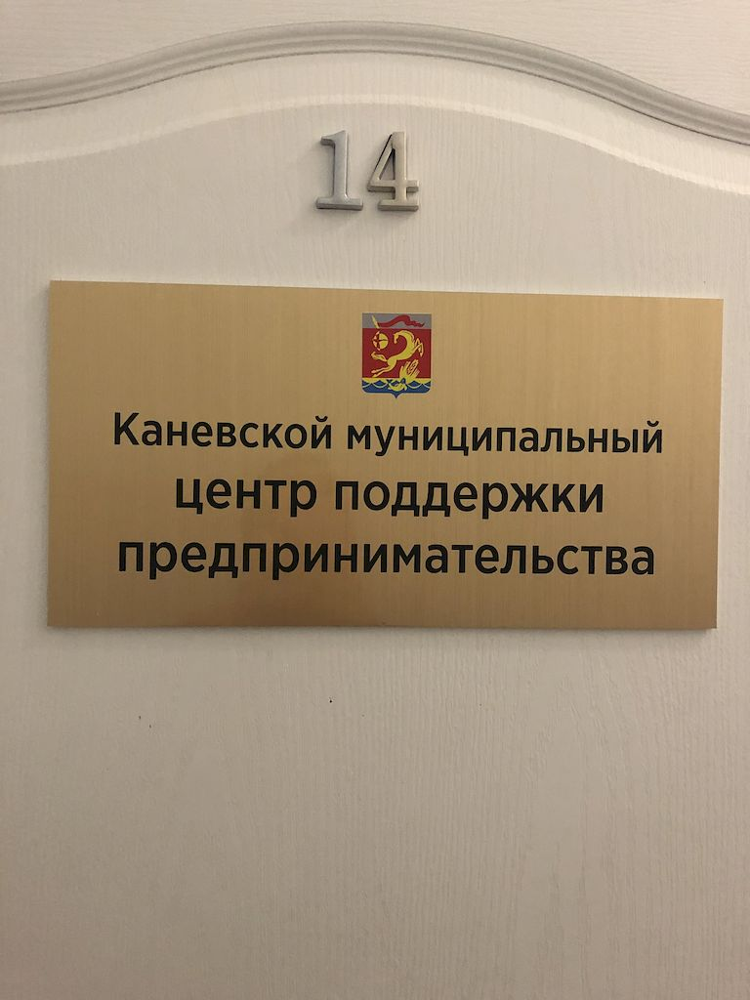 14
Каневской муниципальный
центр поддержки
предпринимательства